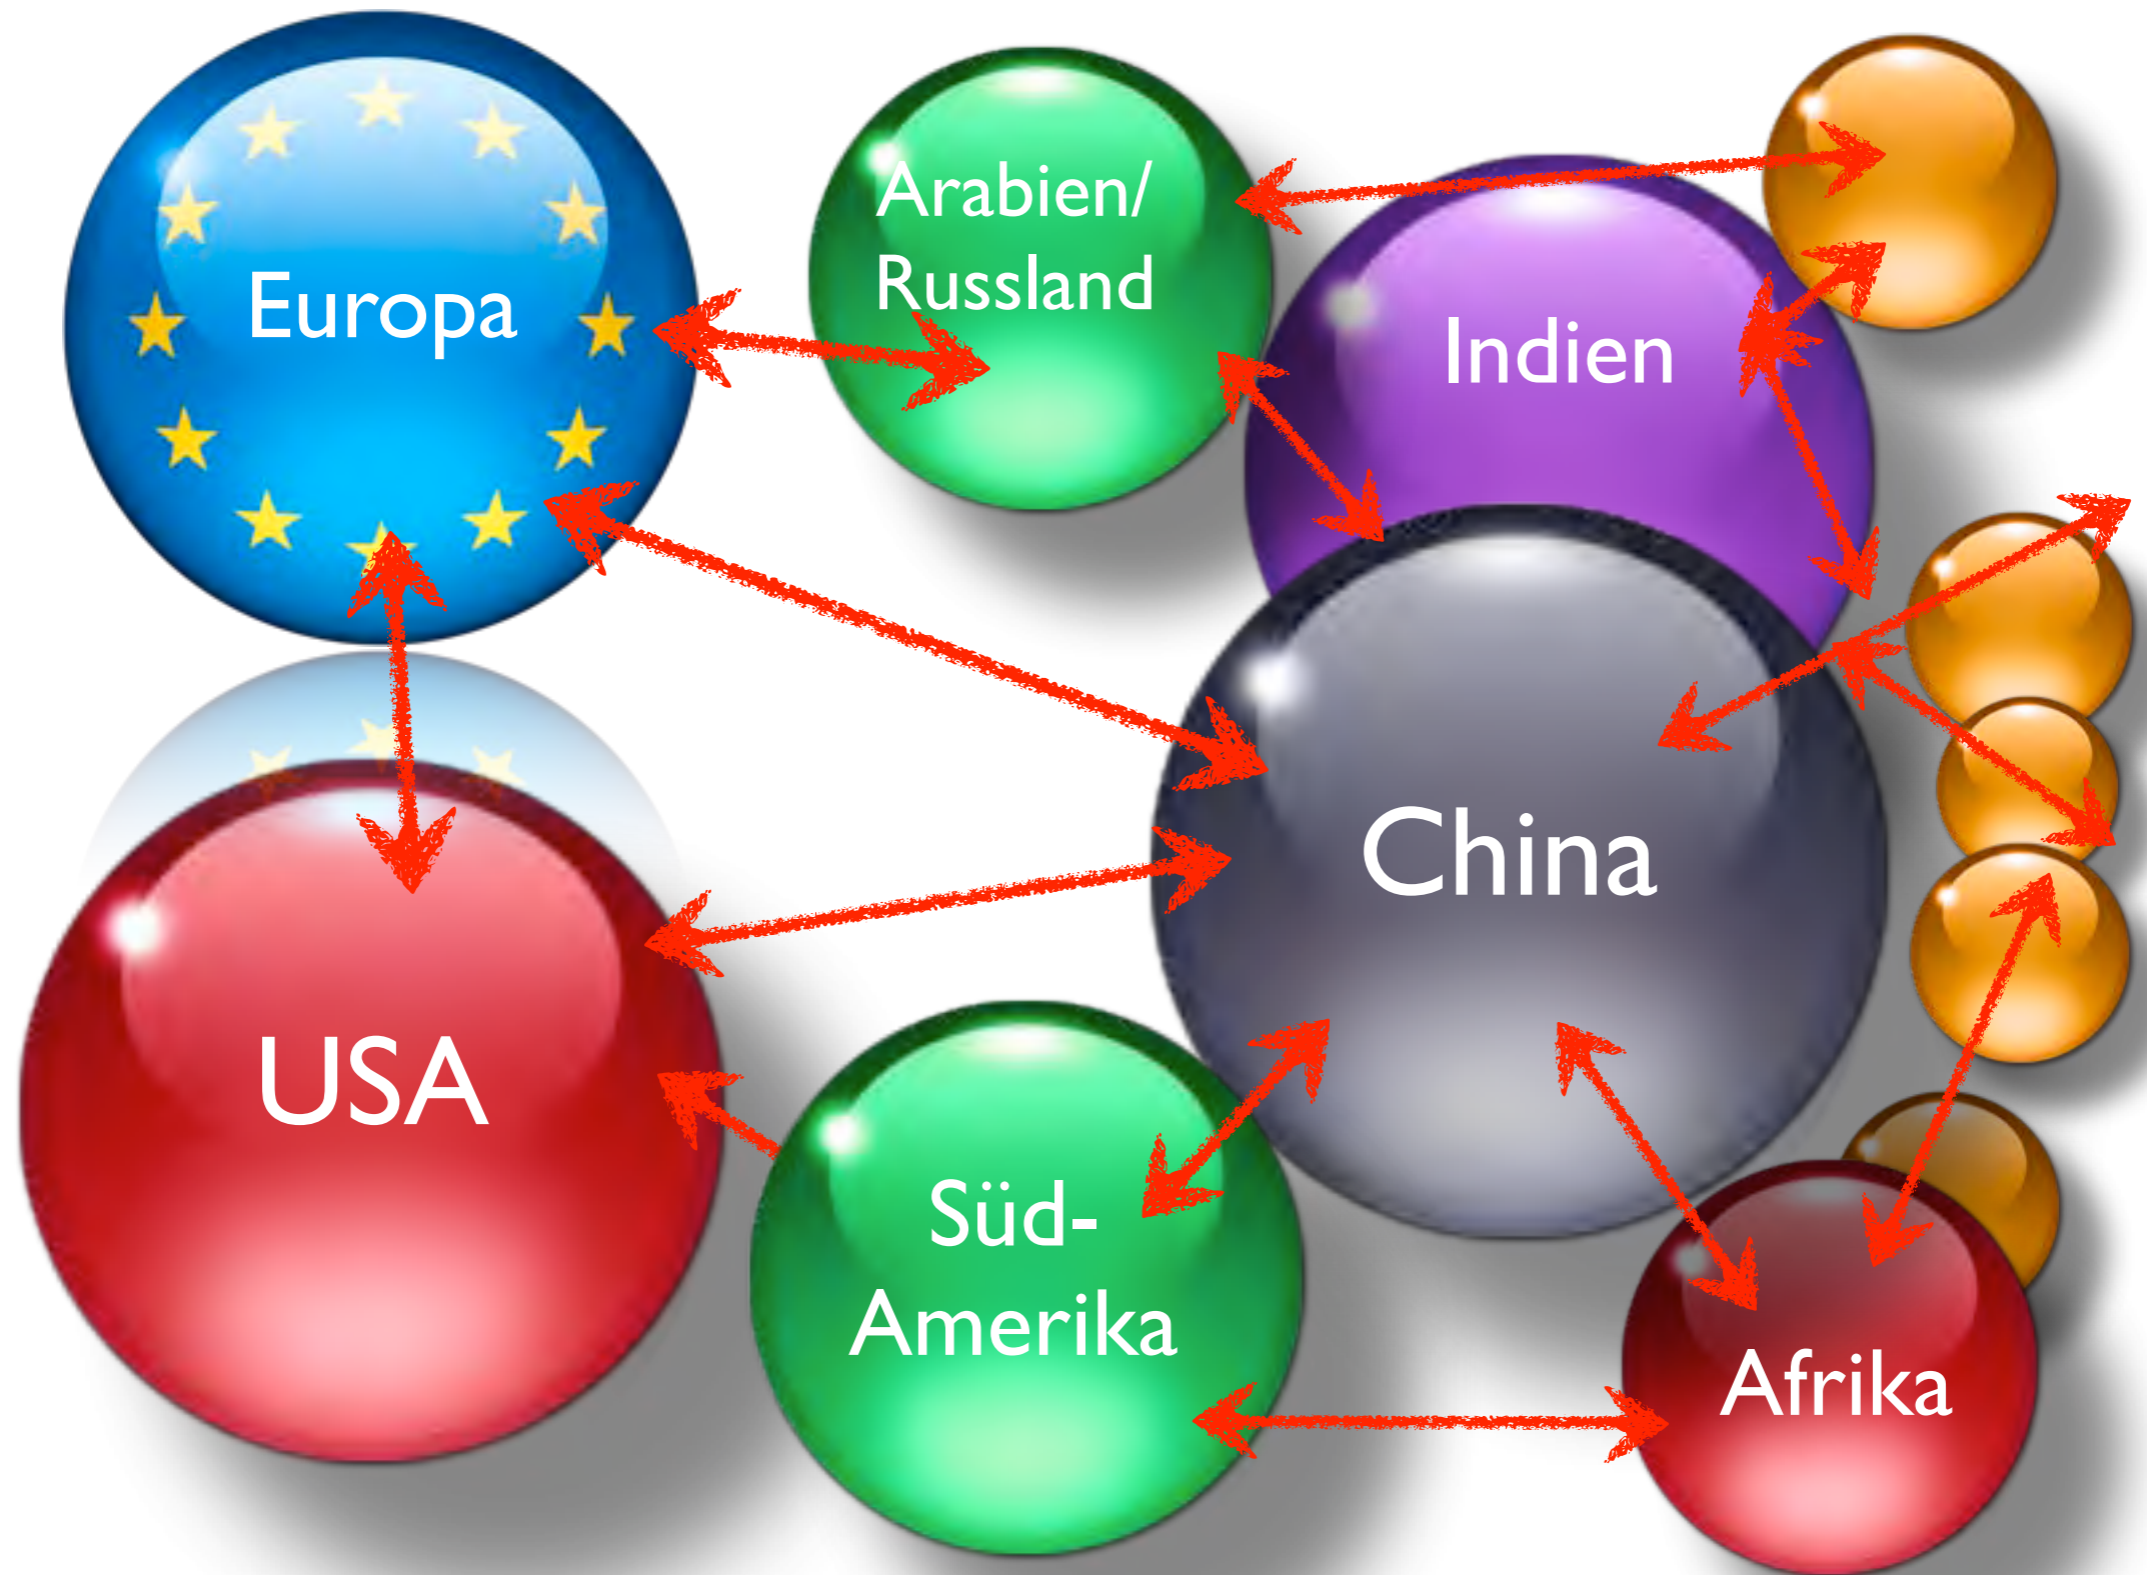 Europa
Arabien/
Russland
Indien
China
USA
Süd-
Amerika
Afrika